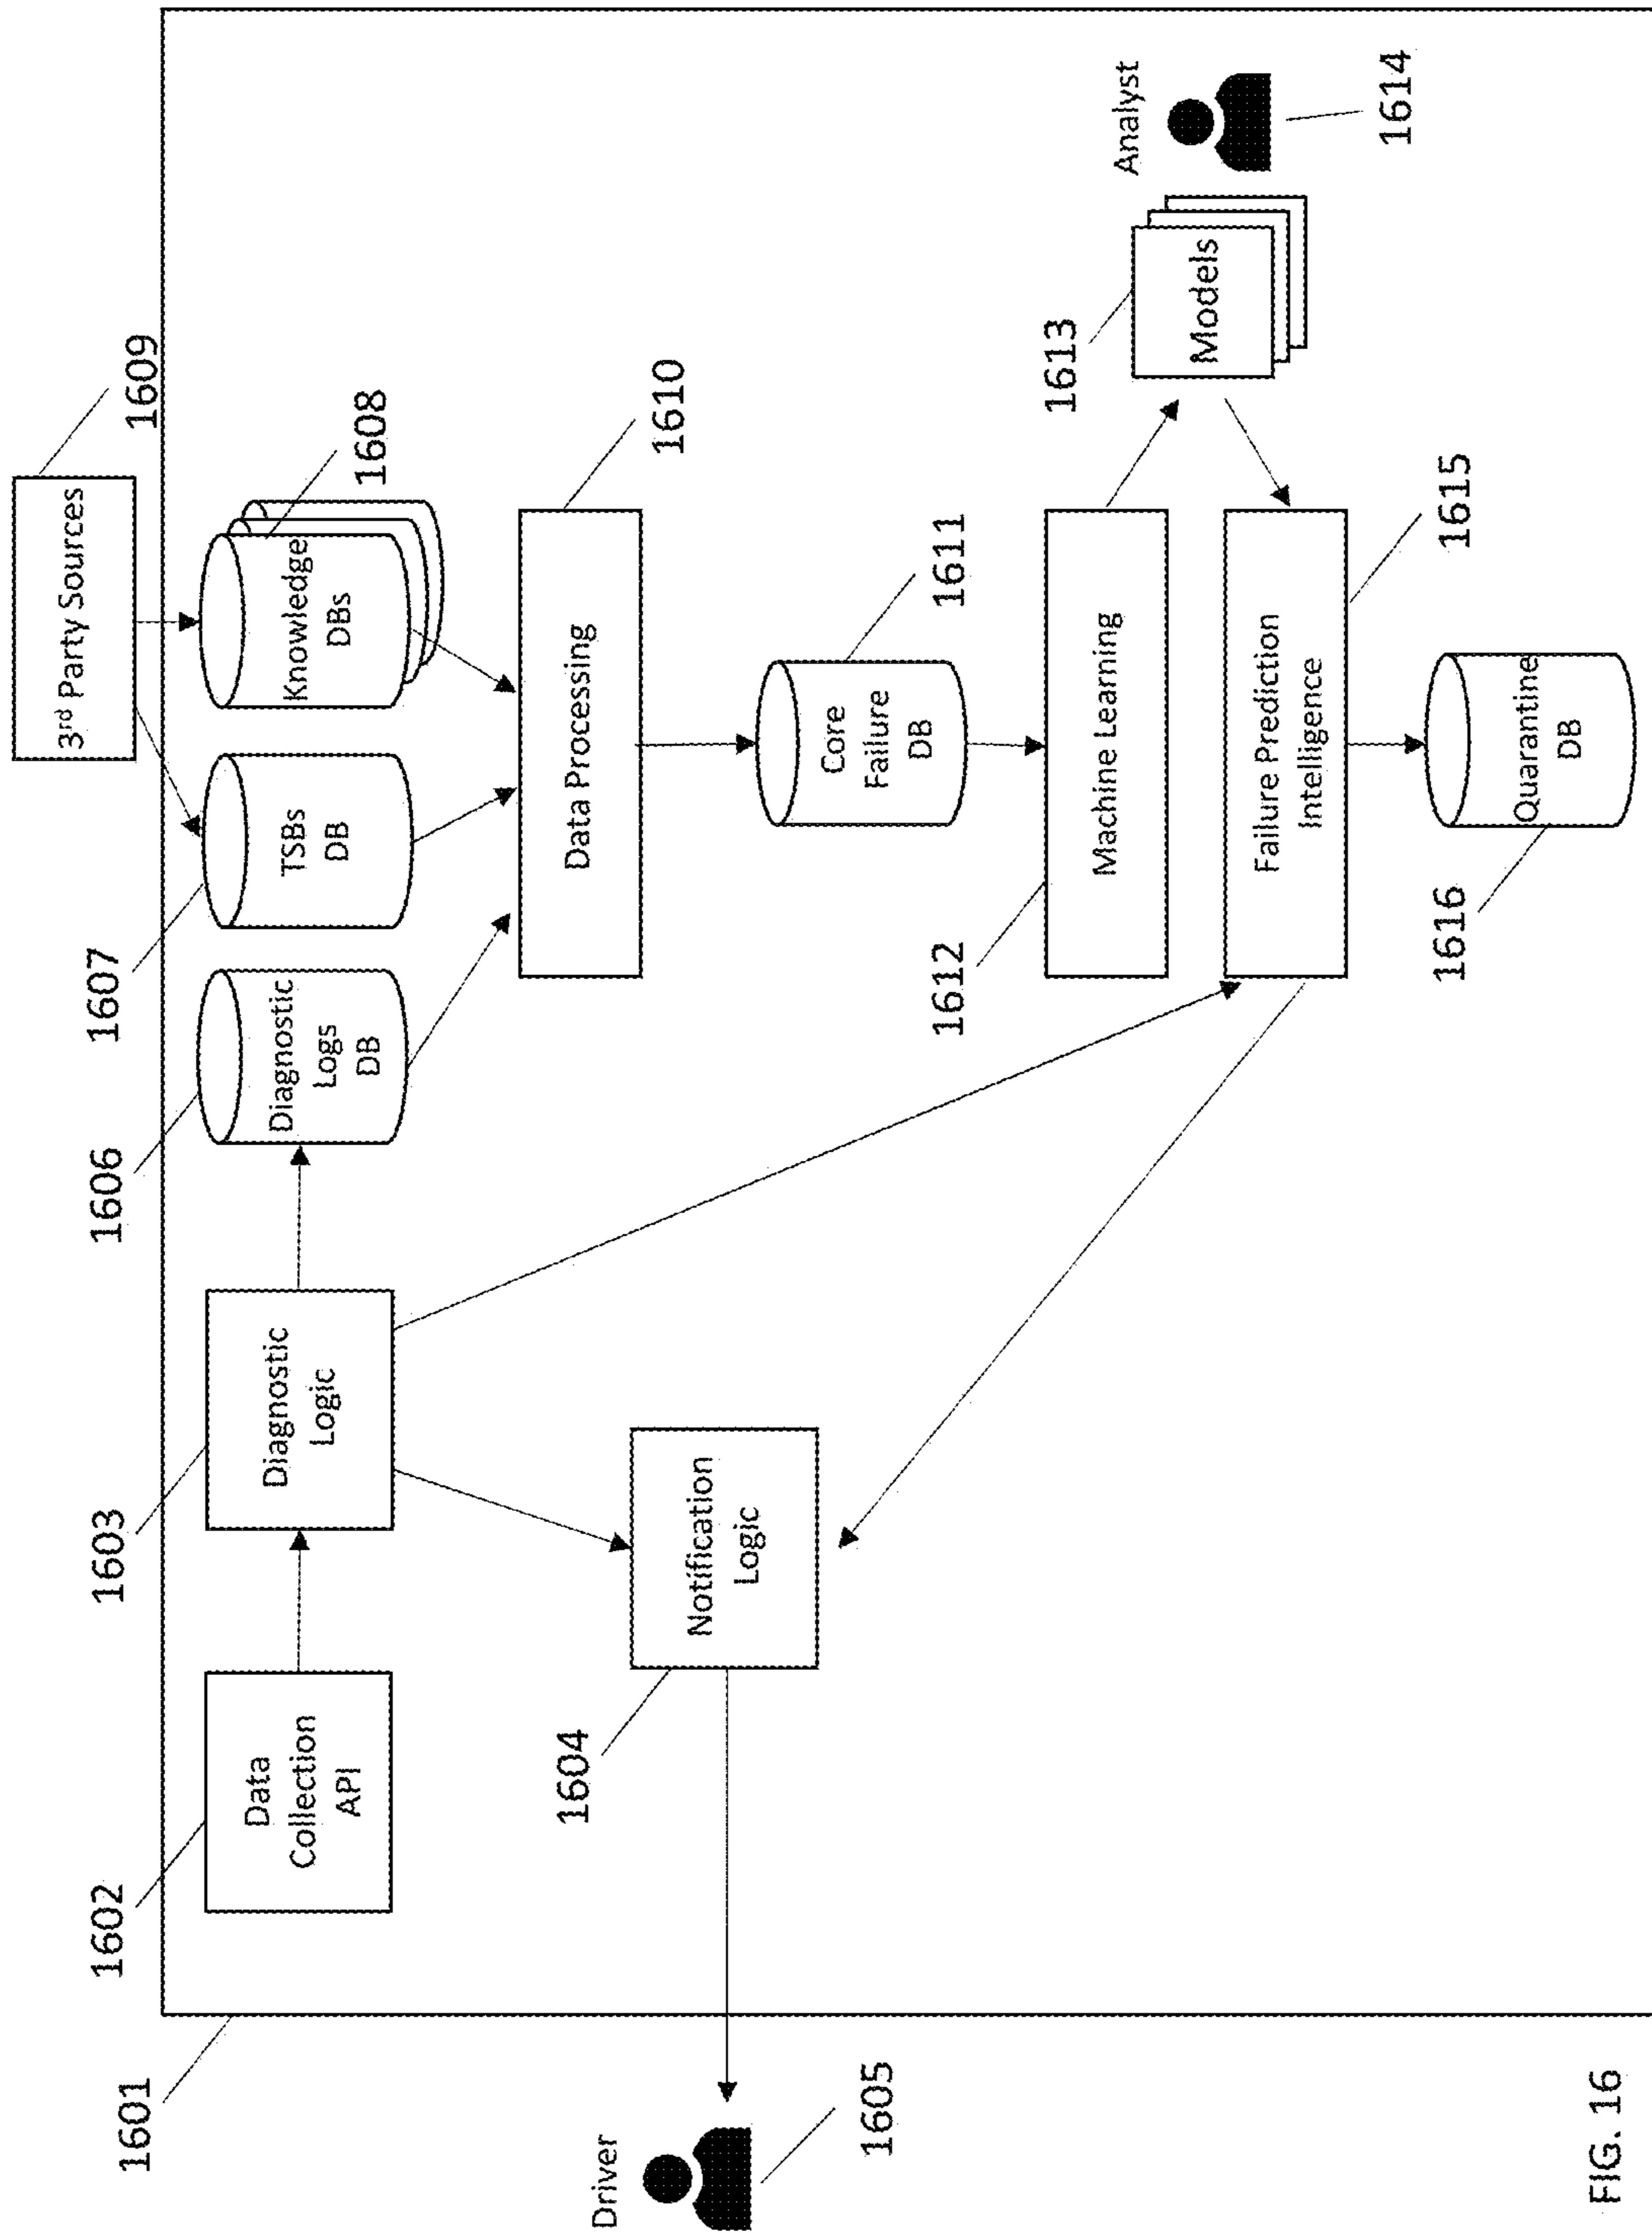 1609
3rd Party Sources
1601
1602
1603
1606
1607
1608
Data
Collection
API
Diagnostic
Logic
Diagnostic
Logs
DB
TSBs
DB
Knowledge
DBs
1610
Data Processing
Notification
Logic
1604
1611
Core
Failure
DB
Driver
1605
1612
Machine Learning
1613
Models
Analyst
1614
Failure Prediction
Intelligence
1615
1616
Quarantine
DB
FIG. 16